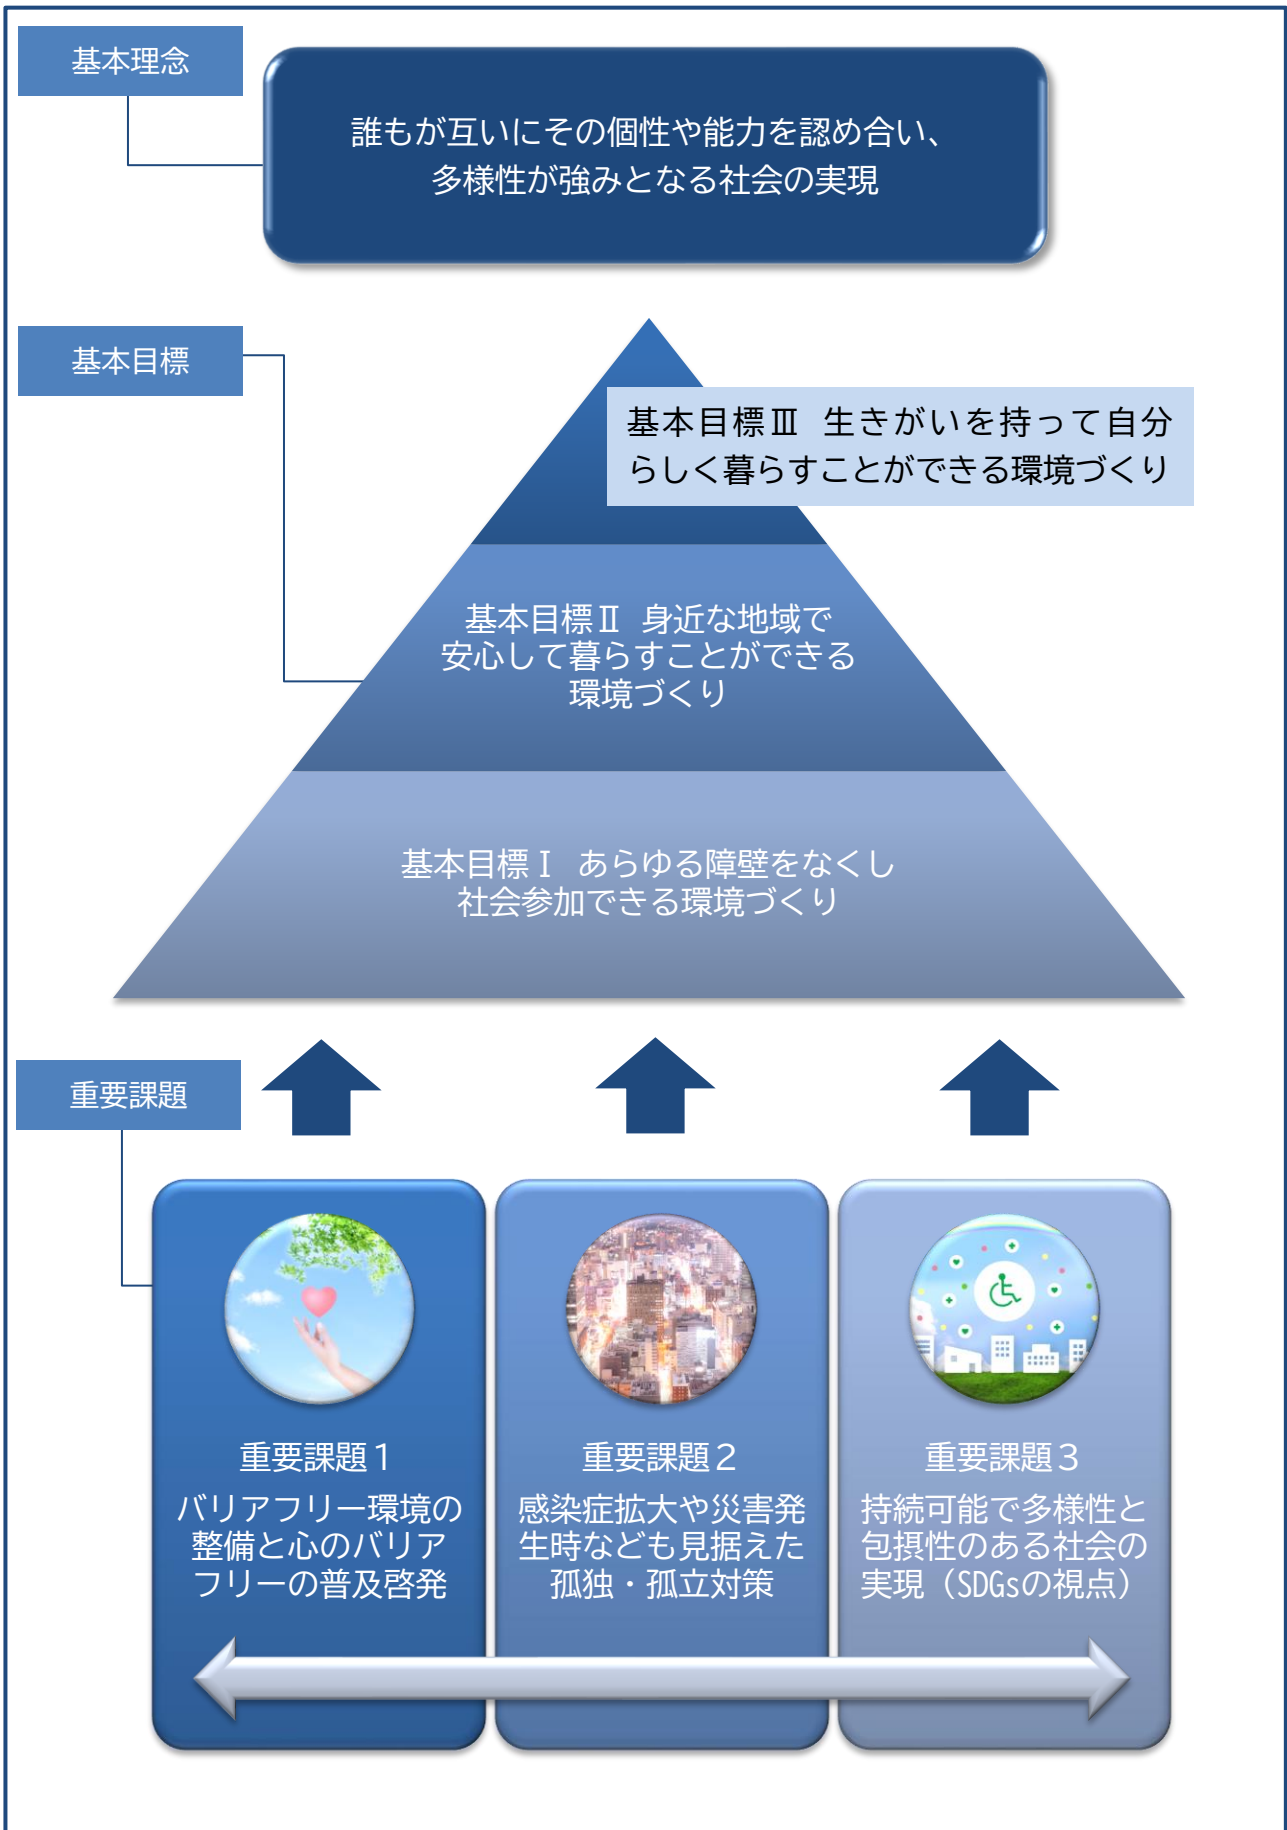 基本理念
誰もが互いにその個性や能力を認め合い、
多様性が強みとなる社会の実現
基本目標
基本目標Ⅲ 生きがいを持って自分
らしく暮らすことができる環境づくり
基本目標Ⅱ 身近な地域で
安心して暮らすことができる
環境づくり
基本目標Ⅰ あらゆる障壁をなくし
社会参加できる環境づくり
重要課題
重要課題１
バリアフリー環境の
整備と心のバリア
フリーの普及啓発
重要課題２
感染症拡大や災害発
生時なども見据えた
孤独・孤立対策
重要課題３
持続可能で多様性と
包摂性のある社会の
実現（SDGsの視点）